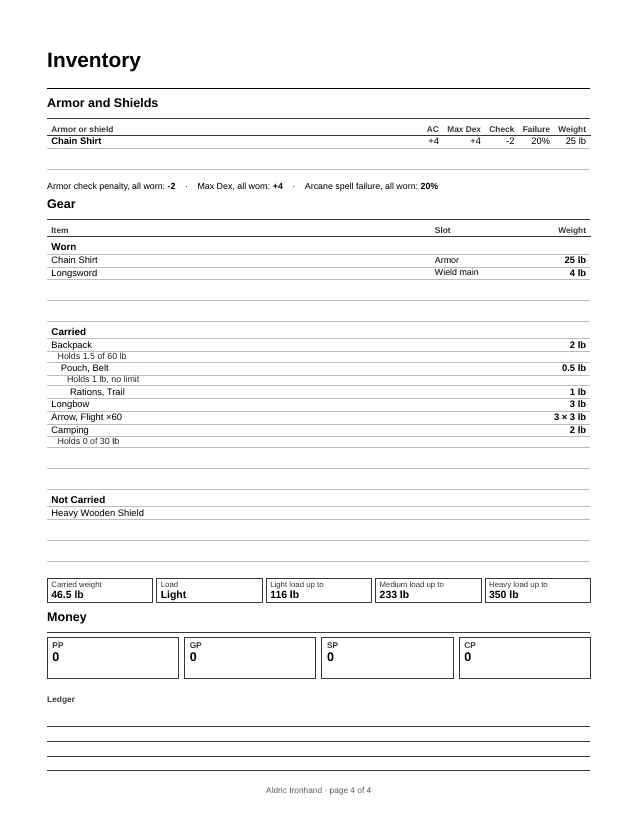 Inventory
Armor and Shields
Armor or shield AC Max Dex Check Failure Weight
Chain Shirt +4 +4 -2 20% 25 lb
Armor check penalty, all worn: -2 · Max Dex, all worn: +4 · Arcane spell failure, all worn: 20%
Gear
Item Slot Weight
Worn
Chain Shirt Armor 25 lb
Longsword Wield main 4 lb
Carried
Backpack 2 lb
Holds 1.5 of 60 lb
Pouch, Belt 0.5 lb
Holds 1 lb, no limit
Rations, Trail 1 lb
Longbow 3 lb
Arrow, Flight ×60 3 × 3 lb
Camping 2 lb
Holds 0 of 30 lb
Not Carried
Heavy Wooden Shield
Carried weight Load Light load up to Medium load up to Heavy load up to
46.5 lb Light 116 lb 233 lb 350 lb
Money
PP GP SP CP
0 0 0 0
Ledger
Aldric Ironhand · page 4 of 4